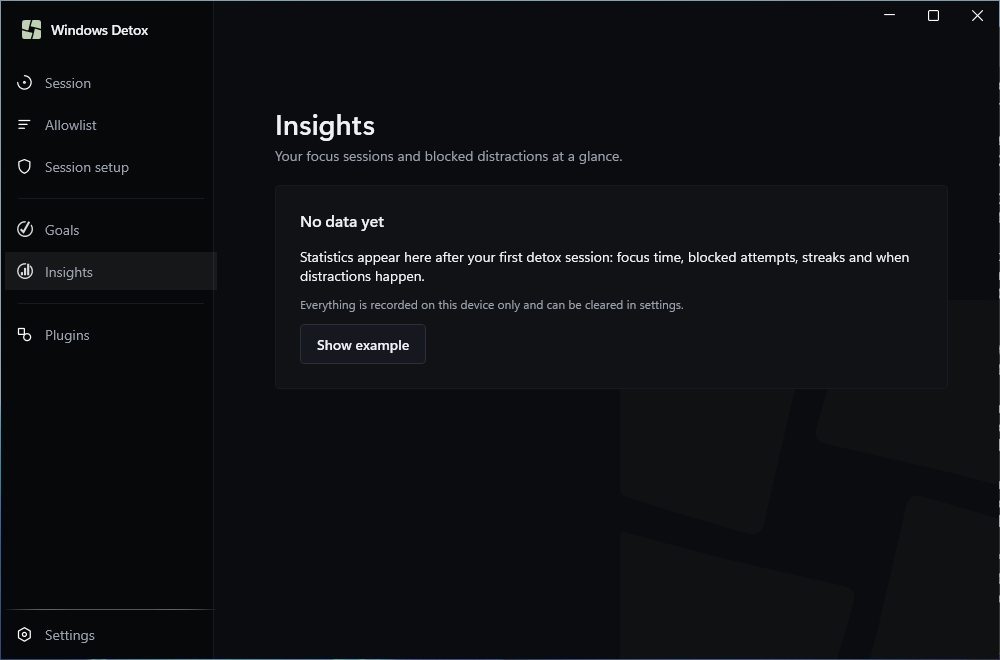 Windows Detox
Session
Allowlist
Session setup
Goals
Insights
Plugins
Settings
Insights
Your focus sessions and blocked distractions at a glance.
No data yet
Statistics appear here after your first detox session: focus time, blocked attempts, streaks and when
distractions happen.
Everything is recorded on this device only and can be cleared in settings.
Show example